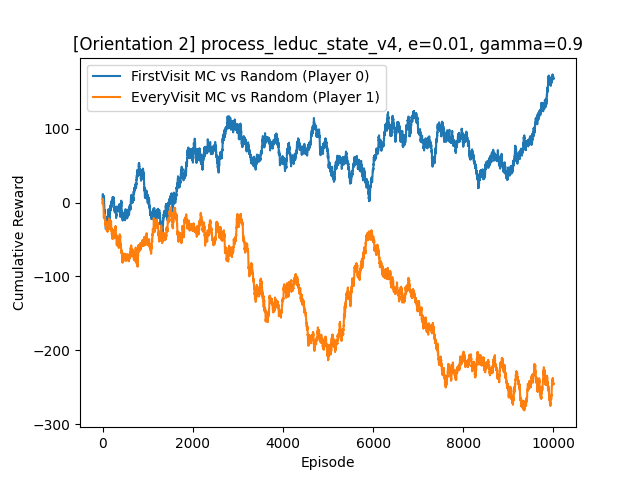 [Orientation 2] process_leduc_state_v4, e=0.01, gamma=0.9
FirstVisit MC vs Random (Player 0)
EveryVisit MC vs Random (Player 1)
Cumulative Reward
100
0
−100
−200
−300
0 2000 4000 6000 8000 10000
Episode